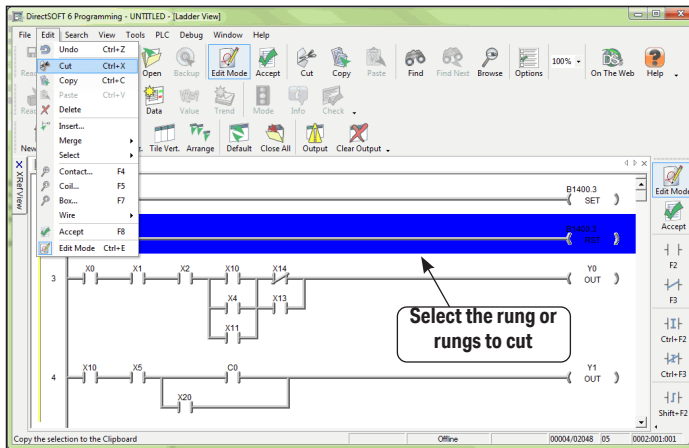 DirectSOFT 6 Programming - UNTITLED - [Ladder View]
File Edit Search View Tools PLC Debug Window Help
Undo Ctrl+Z
Cut Ctrl+X
Copy Ctrl+C
Paste Ctrl+V
Delete
Insert...
Merge
Select
Contact... F4
Coil... F5
Box... F7
Wire
Accept F8
Edit Mode Ctrl+E
Open Backup Edit Mode Accept Cut Copy Paste Find Find Next Browse Options 100% On The Web Help
Data Value Trend Mode Info Check
Tile Vert. Arrange Default Close All Output Clear Output
XRef View
B1400.3
SET
B1400.3
RST
3 X0 X1 X2 X10 X14 Y0
OUT
X4 X13
X11
Select the rung or
rungs to cut
4 X10 X5 C0 Y1
OUT
X20
Edit Mode
Accept
F2
F3
Ctrl+F2
Ctrl+F3
Shift+F2
Copy the selection to the Clipboard Offline 00004/02048 05 0002:001:001